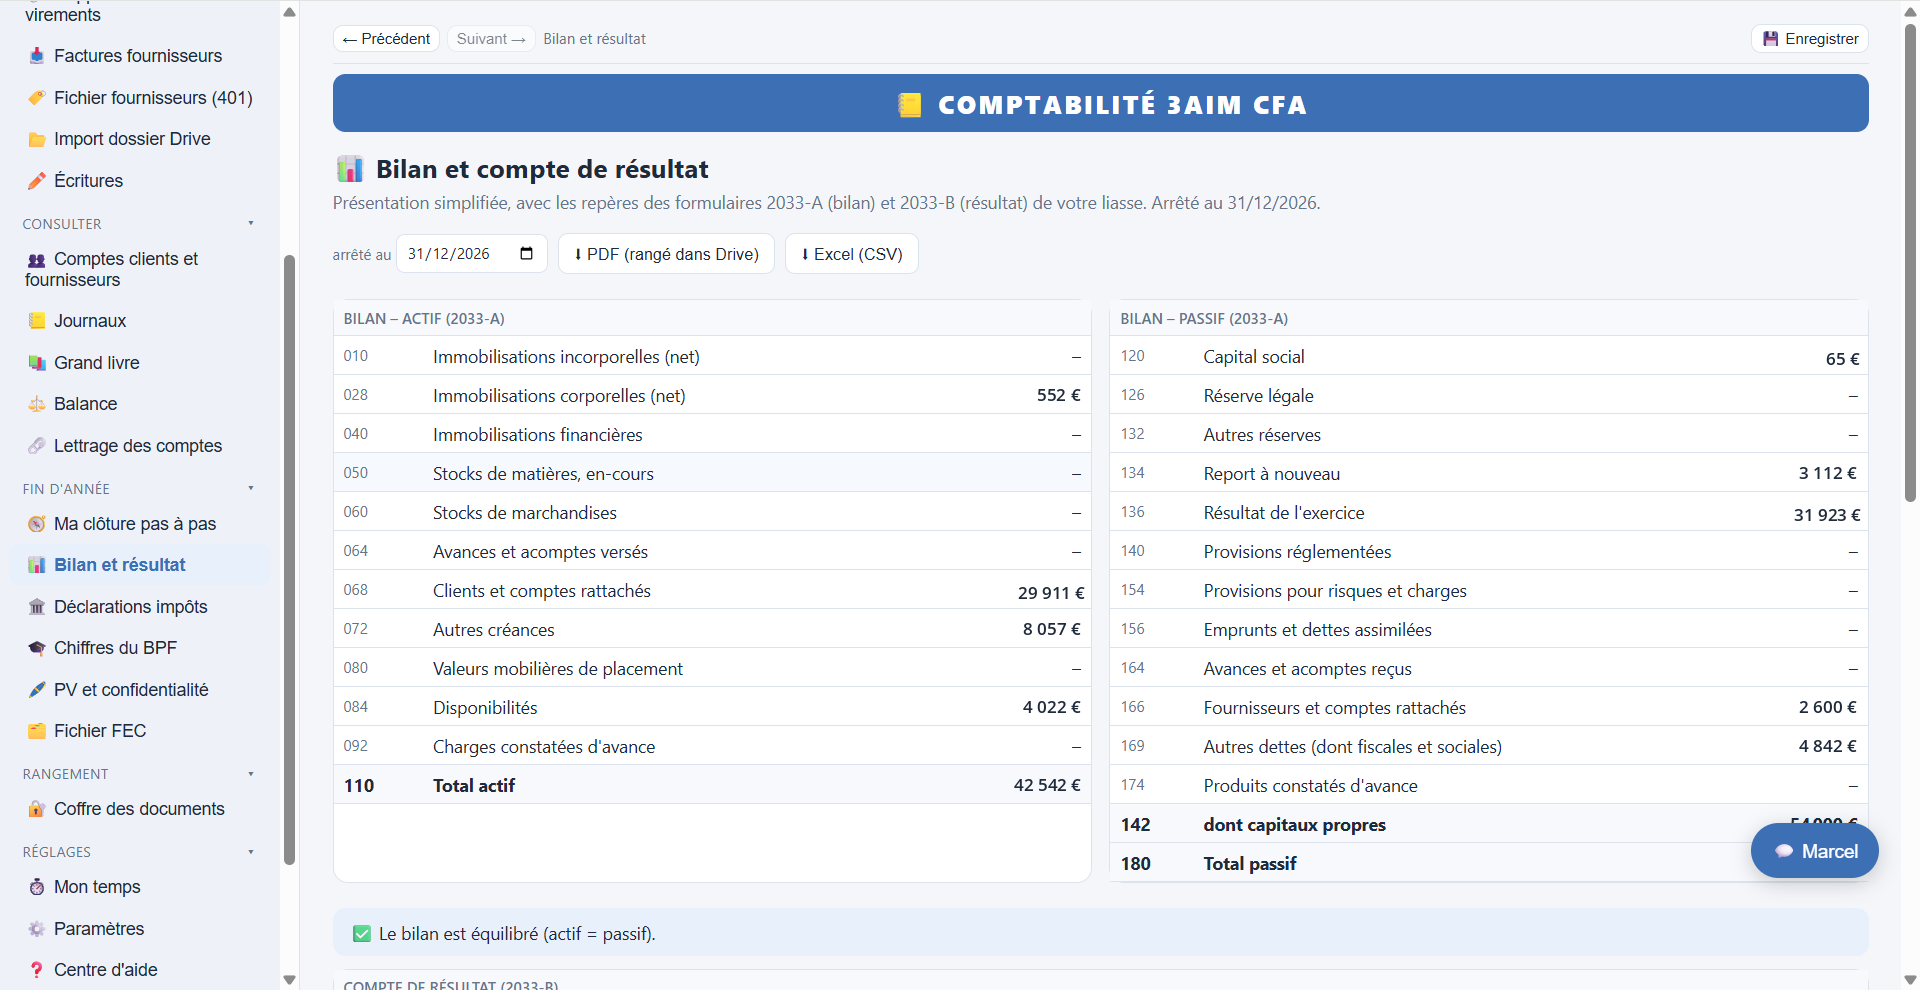 virements
Factures fournisseurs
Fichier fournisseurs (401)
Import dossier Drive
Écritures
CONSULTER
Comptes clients et
fournisseurs
Journaux
Grand livre
Balance
Lettrage des comptes
FIN D'ANNÉE
Ma clôture pas à pas
Bilan et résultat
Déclarations impôts
Chiffres du BPF
PV et confidentialité
Fichier FEC
RANGEMENT
Coffre des documents
RÉGLAGES
Mon temps
Paramètres
Centre d'aide
← Précédent Suivant → Bilan et résultat
Enregistrer
COMPTABILITÉ 3AIM CFA
Bilan et compte de résultat
Présentation simplifiée, avec les repères des formulaires 2033-A (bilan) et 2033-B (résultat) de votre liasse. Arrêté au 31/12/2026.
arrêté au 31/12/2026 ⬇ PDF (rangé dans Drive) ⬇ Excel (CSV)
BILAN – ACTIF (2033-A)
010 Immobilisations incorporelles (net) –
028 Immobilisations corporelles (net) 552 €
040 Immobilisations financières –
050 Stocks de matières, en-cours –
060 Stocks de marchandises –
064 Avances et acomptes versés –
068 Clients et comptes rattachés 29 911 €
072 Autres créances 8 057 €
080 Valeurs mobilières de placement –
084 Disponibilités 4 022 €
092 Charges constatées d'avance –
110 Total actif 42 542 €
BILAN – PASSIF (2033-A)
120 Capital social 65 €
126 Réserve légale –
132 Autres réserves –
134 Report à nouveau 3 112 €
136 Résultat de l'exercice 31 923 €
140 Provisions réglementées –
154 Provisions pour risques et charges –
156 Emprunts et dettes assimilées –
164 Avances et acomptes reçus –
166 Fournisseurs et comptes rattachés 2 600 €
169 Autres dettes (dont fiscales et sociales) 4 842 €
174 Produits constatés d'avance –
142 dont capitaux propres
180 Total passif
Marcel
Le bilan est équilibré (actif = passif).
COMPTE DE RÉSULTAT (2033-B)